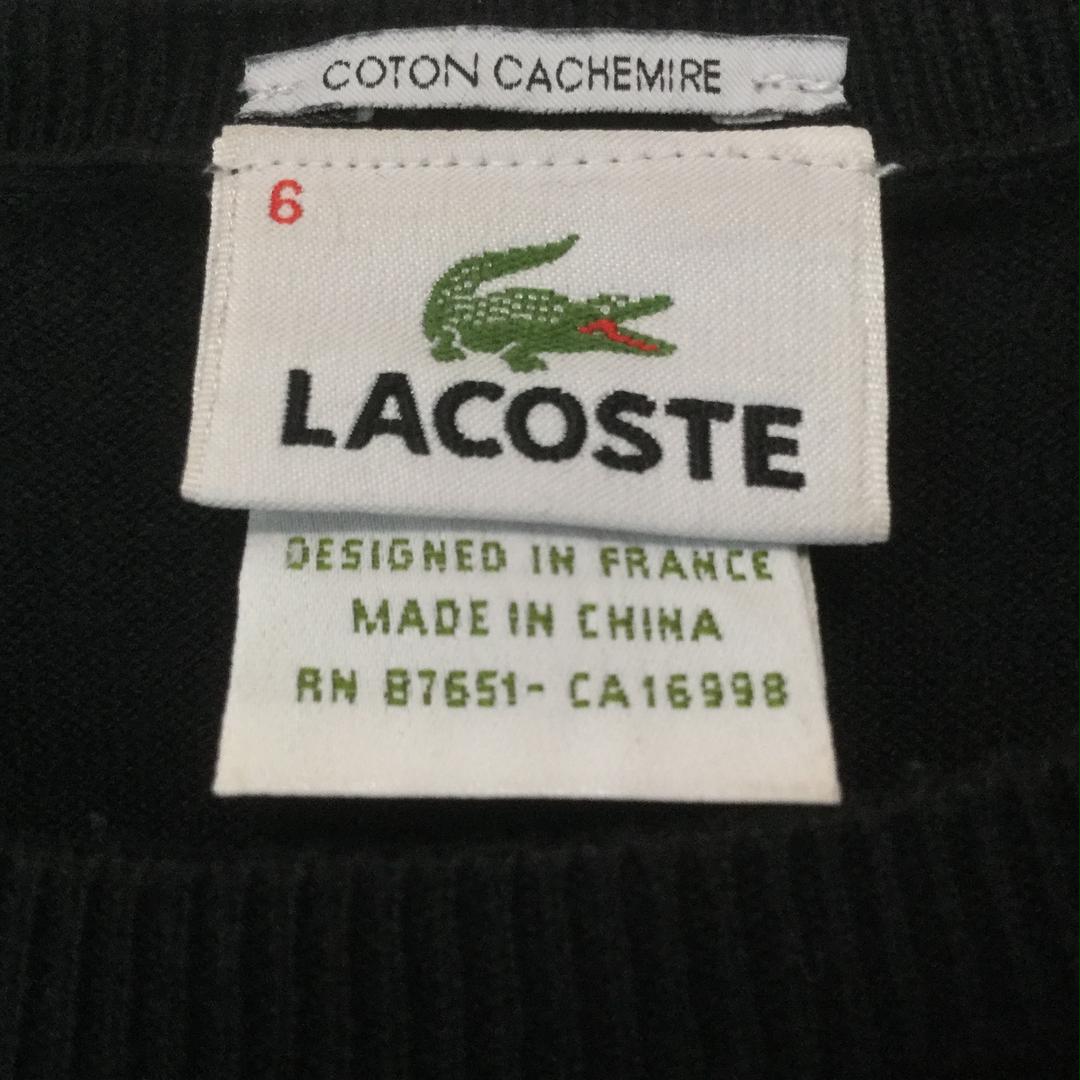 COTON CACHEMIRE
6
LACOSTE
DESIGNED IN FRANCE
MADE IN CHINA
RN 87651- CA16998